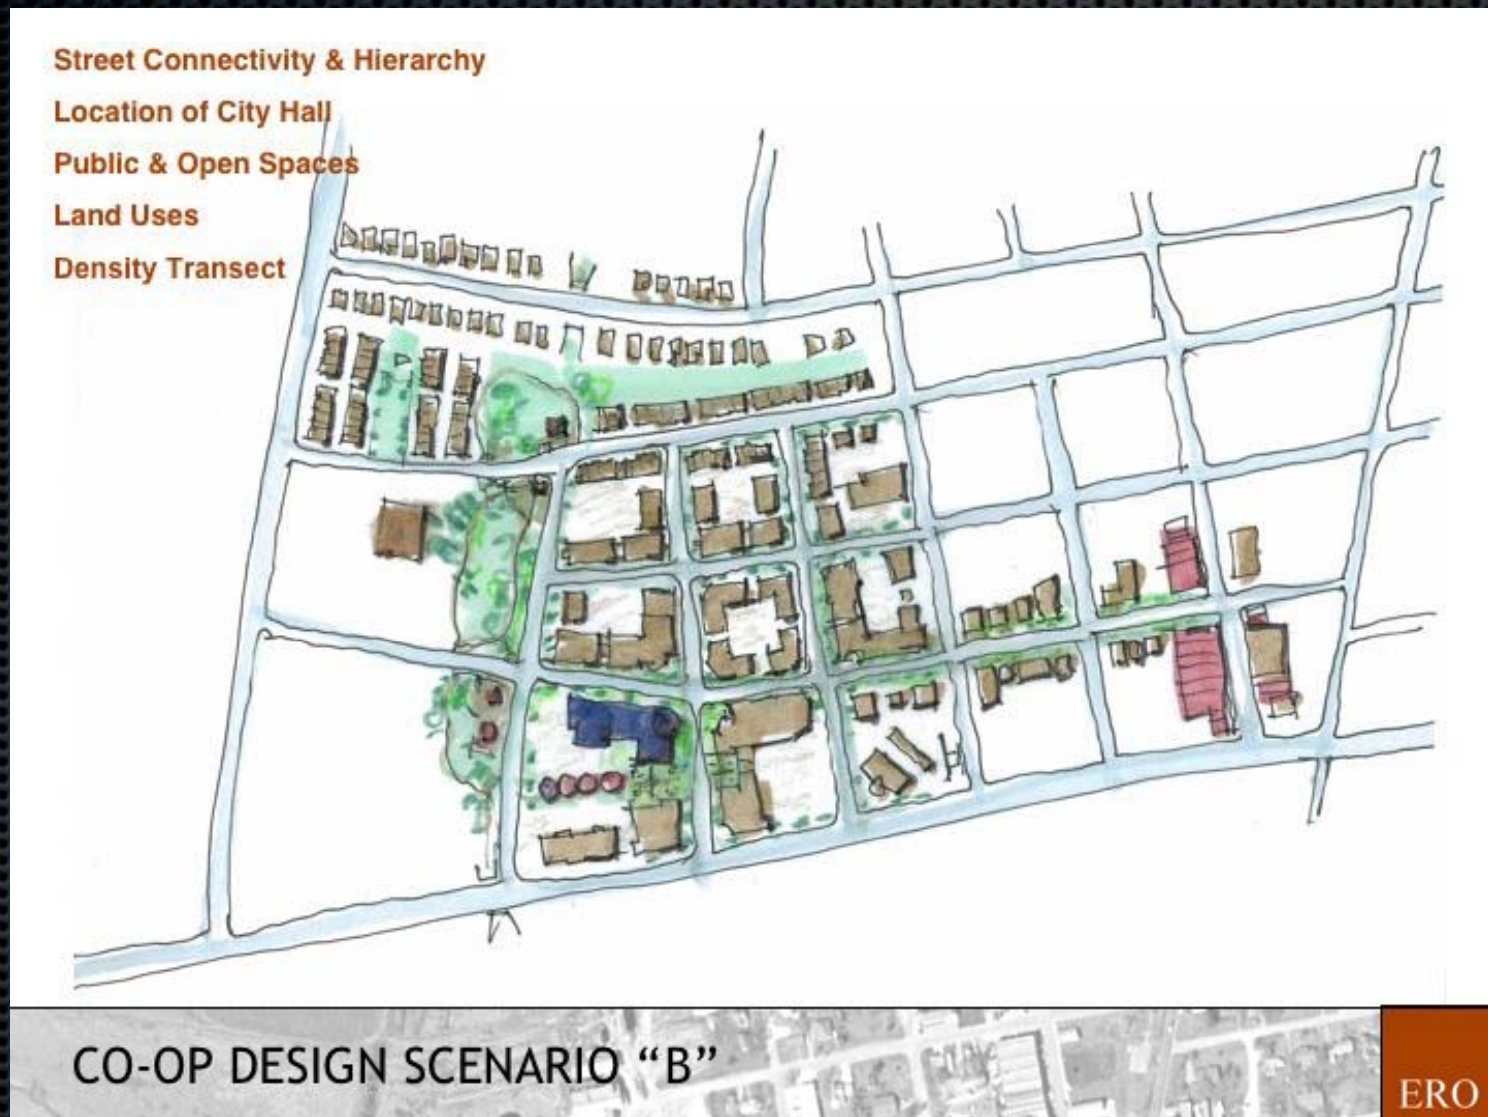 Street Connectivity & Hierarchy
Location of City Hall
Public & Open Spaces
Land Uses
Density Transect
CO-OP DESIGN SCENARIO “B”
ERO